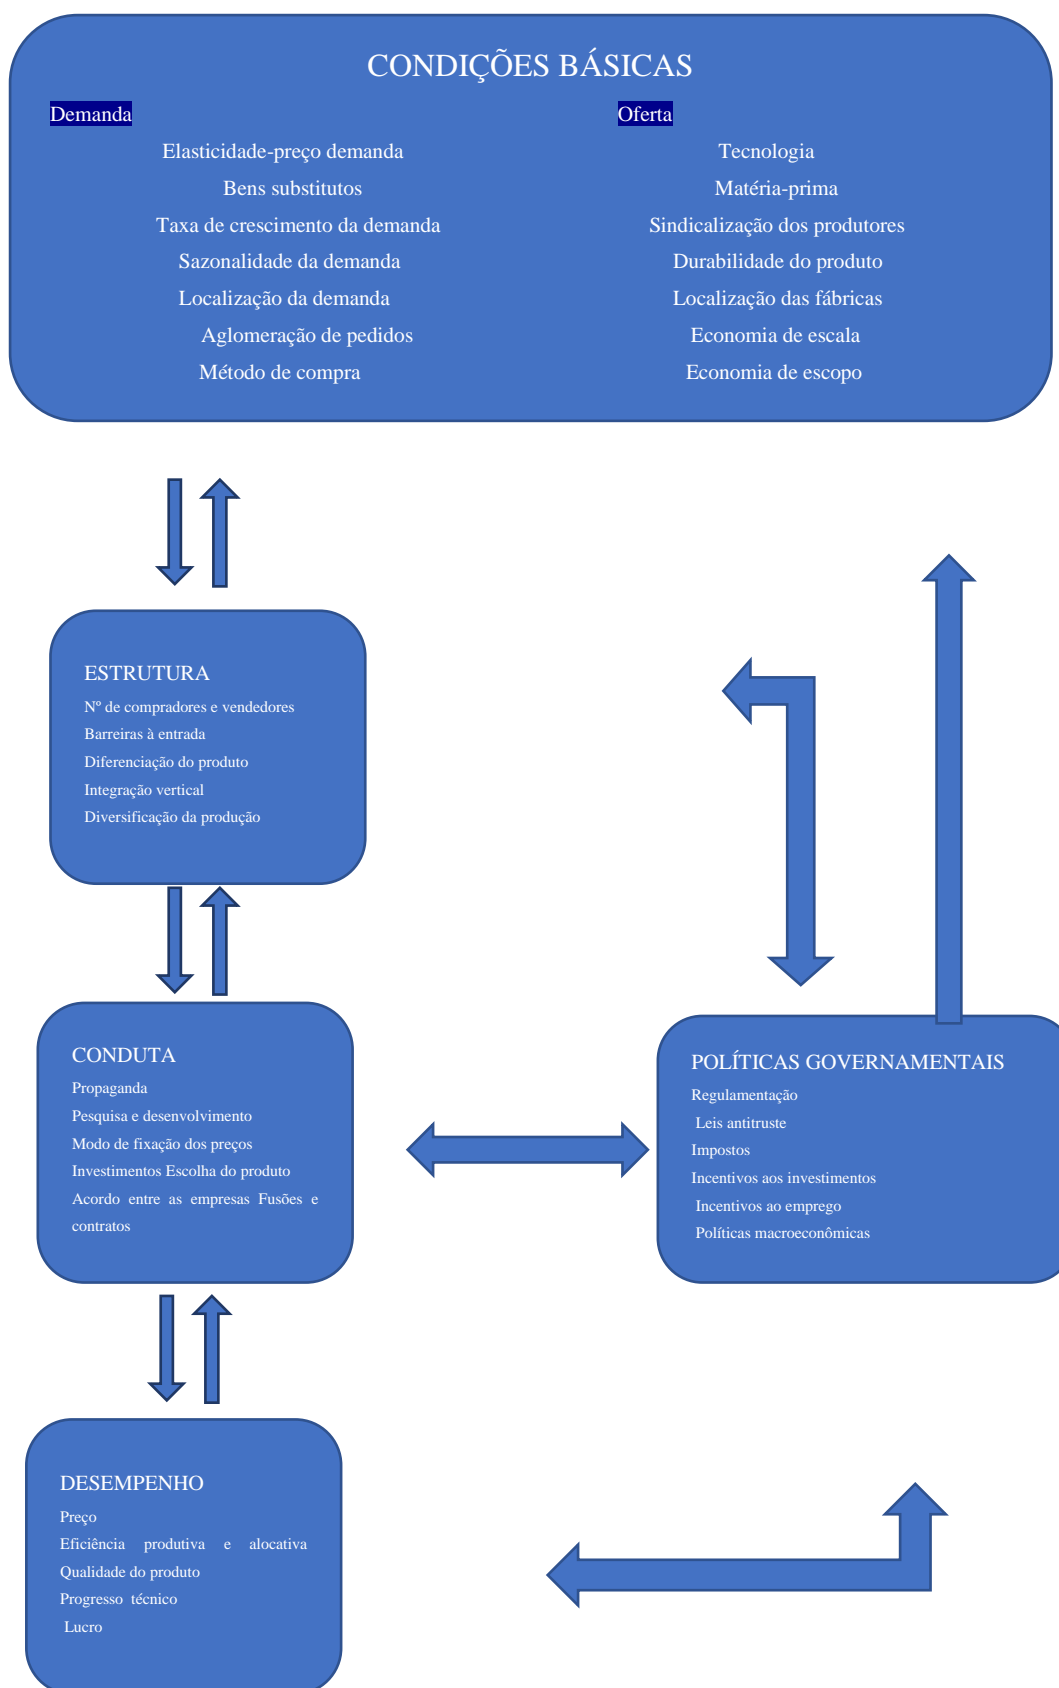 CONDIÇÕES BÁSICAS
Demanda
Elasticidade-preço demanda
Bens substitutos
Taxa de crescimento da demanda
Sazonalidade da demanda
Localização da demanda
Aglomeração de pedidos
Método de compra
Oferta
Tecnologia
Matéria-prima
Sindicalização dos produtores
Durabilidade do produto
Localização das fábricas
Economia de escala
Economia de escopo
ESTRUTURA
Nº de compradores e vendedores
Barreiras à entrada
Diferenciação do produto
Integração vertical
Diversificação da produção
CONDUTA
Propaganda
Pesquisa e desenvolvimento
Modo de fixação dos preços
Investimentos Escolha do produto
Acordo entre as empresas Fusões e
contratos
POLÍTICAS GOVERNAMENTAIS
Regulamentação
Leis antitruste
Impostos
Incentivos aos investimentos
Incentivos ao emprego
Políticas macroeconômicas
DESEMPENHO
Preço
Eficiência produtiva e alocativa
Qualidade do produto
Progresso técnico
Lucro